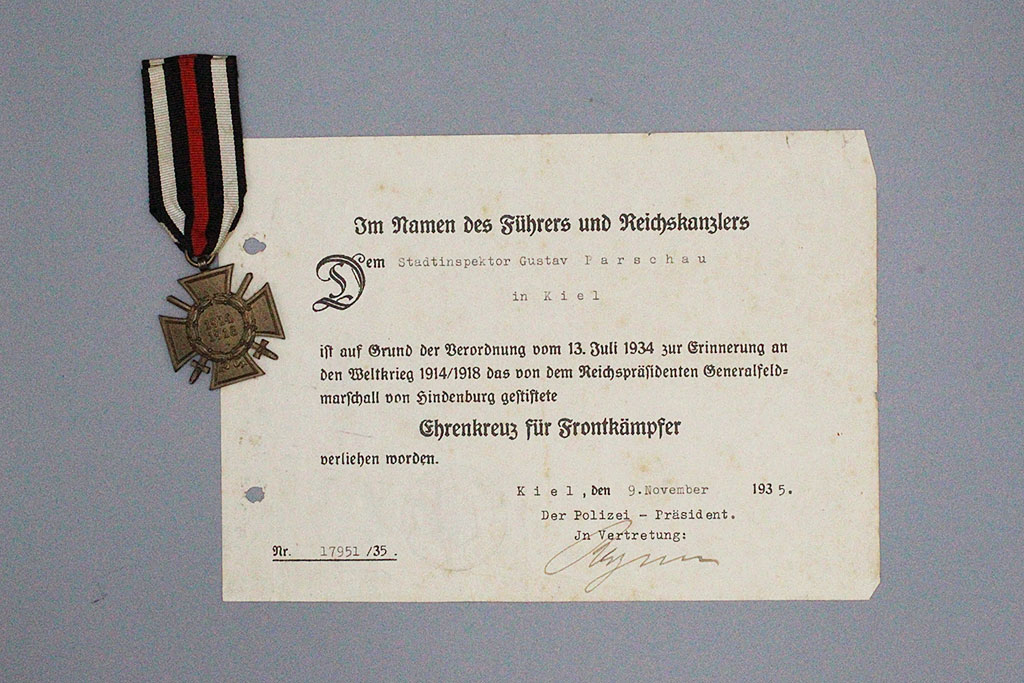 1914
1918
Im Namen des Führers und Reichskanzlers
Dem Stadtinspektor Gustav Parschau
in Kiel
ist auf Grund der Verordnung vom 13. Juli 1934 zur Erinnerung an
den Weltkrieg 1914/1918 das von dem Reichspräsidenten Generalfeld-
marschall von Hindenburg gestiftete
Ehrenkreuz für Frontkämpfer
verliehen worden.
Kiel, den 9. November 1935.
Der Polizei - Präsident.
Jn Vertretung:
Nr. 17951 /35.